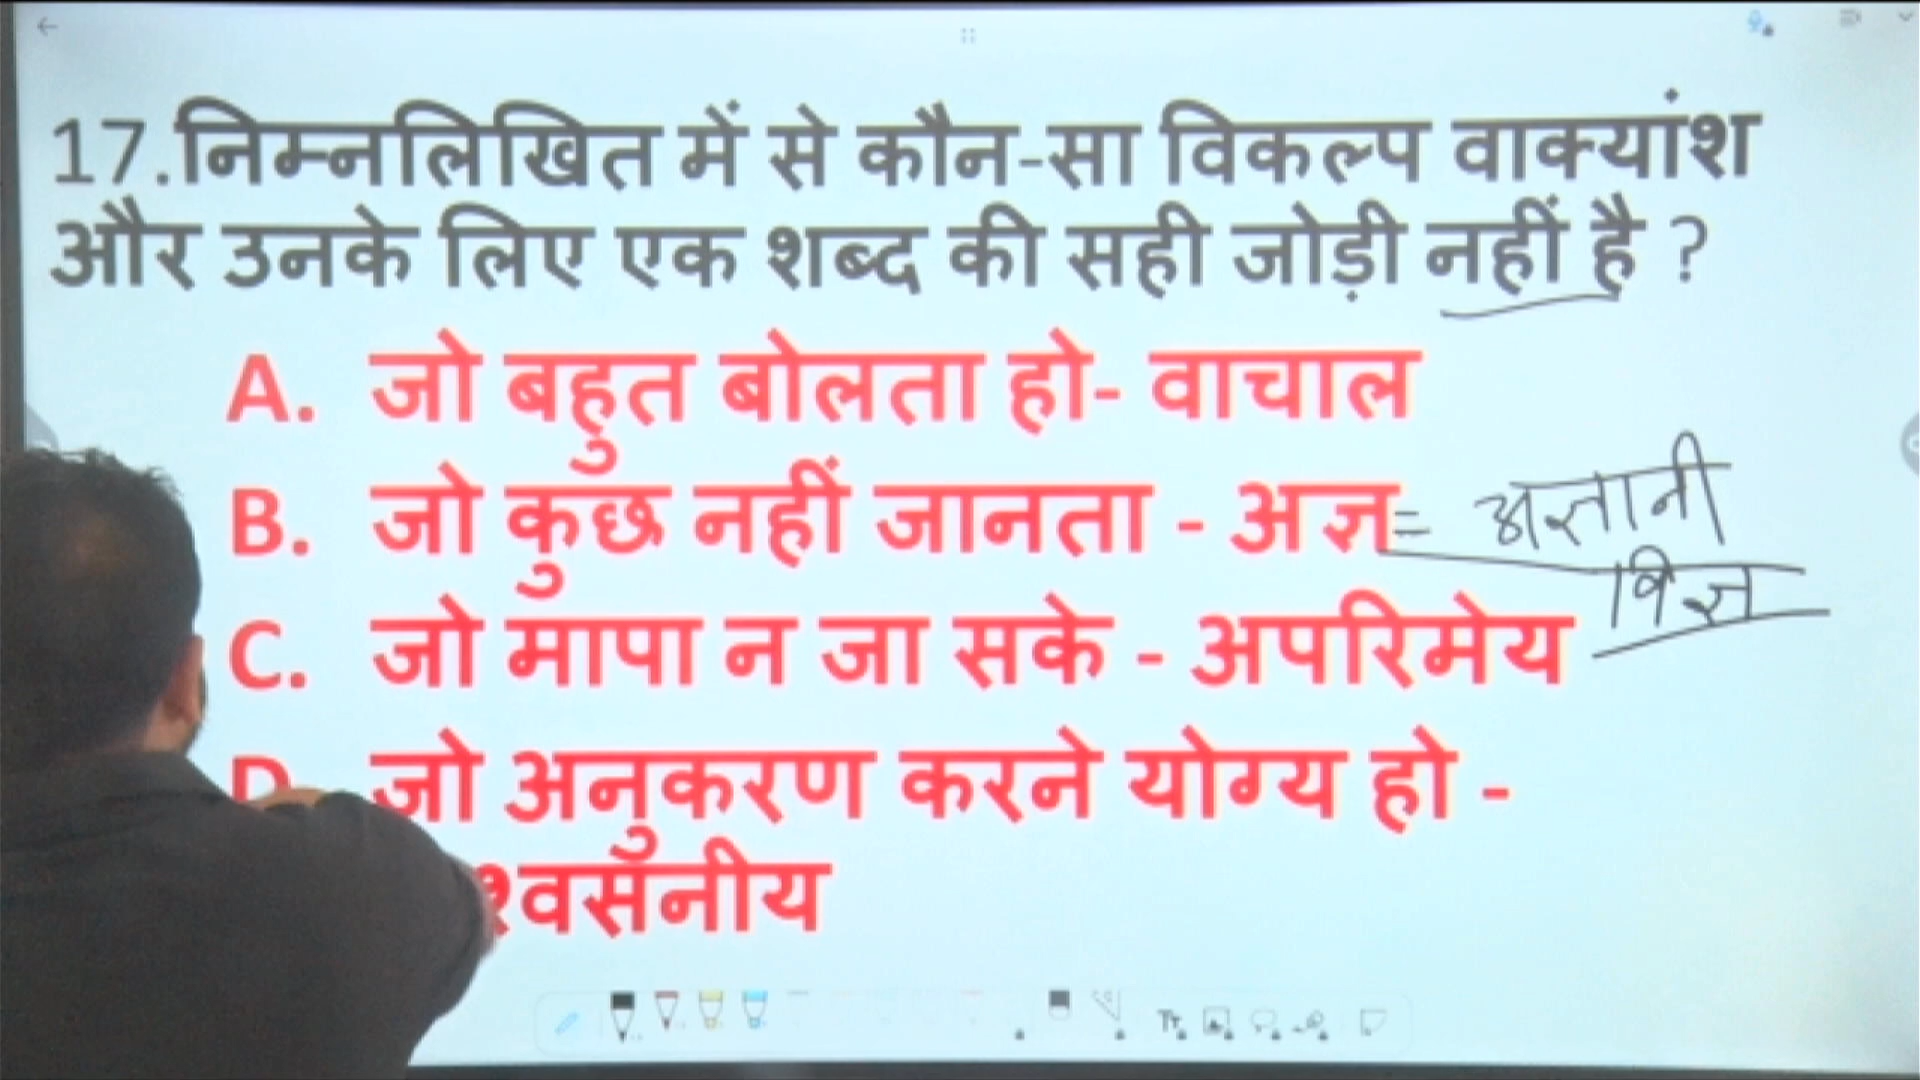 17.निम्नलिखित में से कौन-सा विकल्प वाक्यांश
और उनके लिए एक शब्द की सही जोड़ी नहीं है ?
A. जो बहुत बोलता हो- वाचाल
B. जो कुछ नहीं जानता - अज्ञ
= अज्ञानी
विज्ञ
C. जो मापा न जा सके - अपरिमेय
D. जो अनुकरण करने योग्य हो -